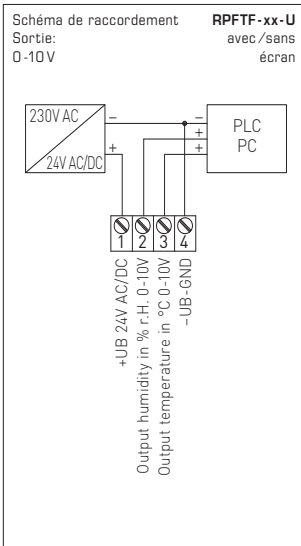 Schéma de raccordement RPFTF-xx-U
Sortie: avec/sans
0-10V écran
230V AC
24V AC/DC
−
+
−
+
+
PLC
PC
1 2 3 4
+UB 24V AC/DC
Output humidity in % r.H. 0-10V
Output temperature in °C 0-10V
−UB-GND